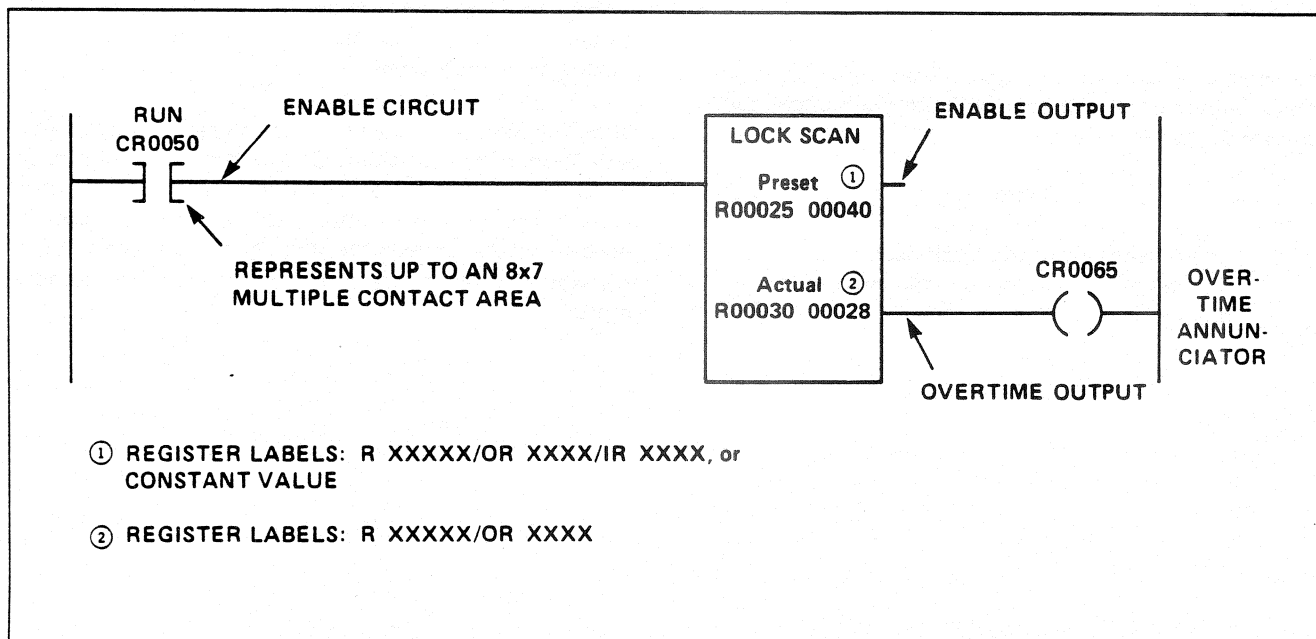 RUN
CR0050
ENABLE CIRCUIT
REPRESENTS UP TO AN 8x7
MULTIPLE CONTACT AREA
LOCK SCAN
Preset ①
R00025 00040
Actual ②
R00030 00028
ENABLE OUTPUT
CR0065
OVERTIME OUTPUT
OVER-
TIME
ANNUN-
CIATOR
① REGISTER LABELS: R XXXXX/OR XXXX/IR XXXX, or
CONSTANT VALUE
② REGISTER LABELS: R XXXXX/OR XXXX